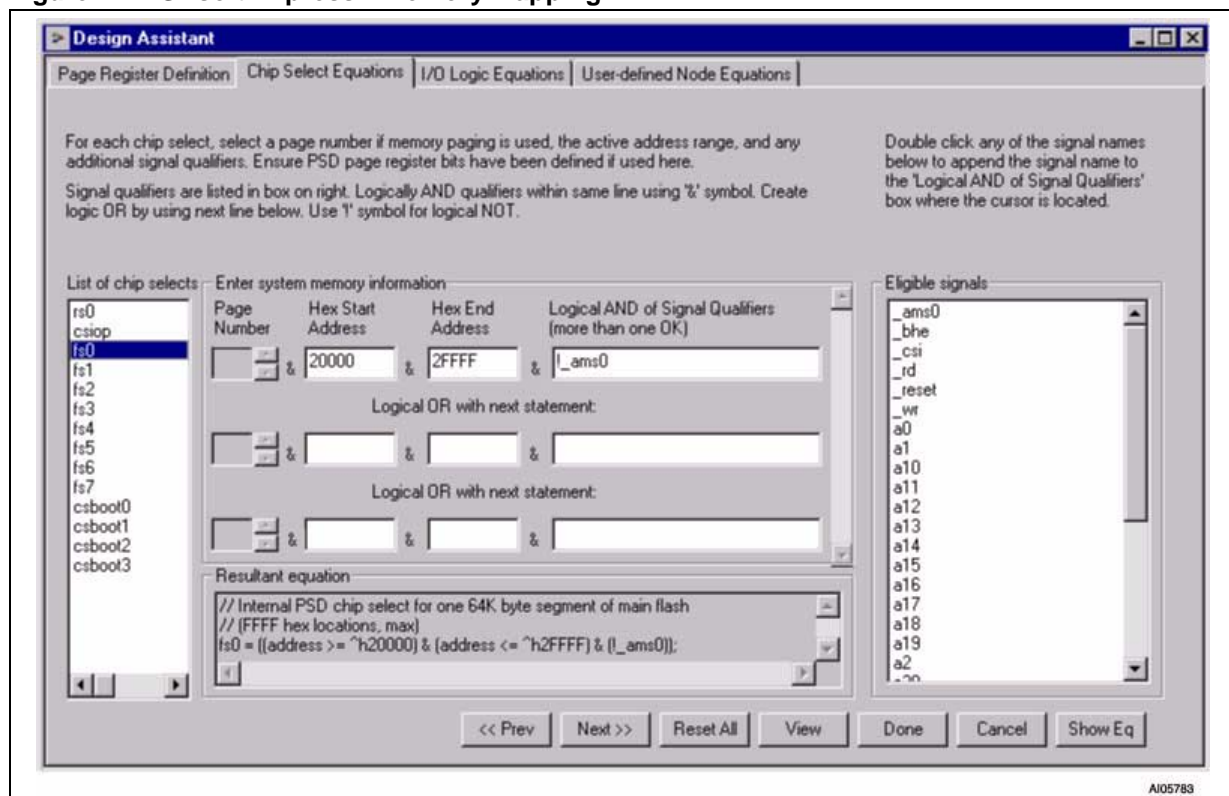 Design Assistant
Page Register Definition
Chip Select Equations
I/O Logic Equations
User-defined Node Equations
For each chip select, select a page number if memory paging is used, the active address range, and any
additional signal qualifiers. Ensure PSD page register bits have been defined if used here.
Signal qualifiers are listed in box on right. Logically AND qualifiers within same line using '&' symbol. Create
logic OR by using next line below. Use '!' symbol for logical NOT.
Double click any of the signal names
below to append the signal name to
the 'Logical AND of Signal Qualifiers'
box where the cursor is located.
List of chip selects
rs0
csiop
fs0
fs1
fs2
fs3
fs4
fs5
fs6
fs7
csboot0
csboot1
csboot2
csboot3
Enter system memory information
Page Number
Hex Start Address
Hex End Address
Logical AND of Signal Qualifiers
(more than one OK)
& 20000 & 2FFFF & !_ams0
Logical OR with next statement:
& & &
Logical OR with next statement:
& & &
Resultant equation
// Internal PSD chip select for one 64K byte segment of main flash
// (FFFF hex locations, max)
fs0 = ((address >= ^h20000) & (address <= ^h2FFFF) & (!_ams0));
Eligible signals
_ams0
_bhe
_csi
_rd
_reset
_wr
a0
a1
a10
a11
a12
a13
a14
a15
a16
a17
a18
a19
a2
<< Prev
Next >>
Reset All
View
Done
Cancel
Show Eq
AI05783